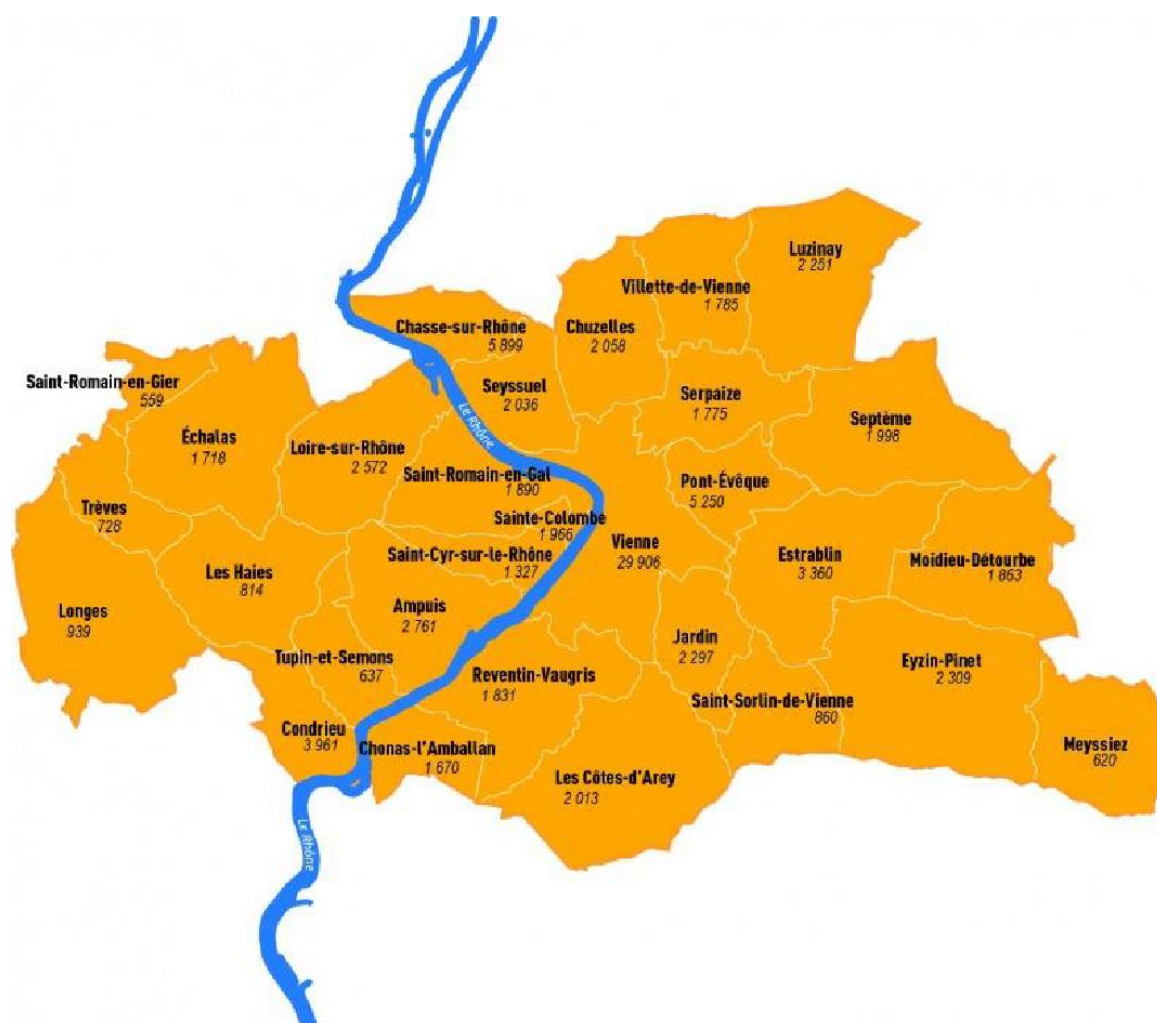 Luzinay
2 251
Villette-de-Vienne
1 785
Chasse-sur-Rhône
5 899
Chuzelles
2 058
Saint-Romain-en-Gier
559
Seyssuel
2 036
Serpaize
1 775
Septème
1 998
Le Rhône
Échalas
1 718
Loire-sur-Rhône
2 572
Saint-Romain-en-Gal
1 890
Pont-Évêque
5 250
Trèves
728
Sainte-Colombe
1 966
Vienne
29 906
Saint-Cyr-sur-le-Rhône
1 327
Estrablin
3 360
Moidieu-Détourbe
1 863
Les Haies
814
Longes
939
Ampuis
2 761
Jardin
2 297
Tupin-et-Semons
637
Reventin-Vaugris
1 831
Eyzin-Pinet
2 309
Saint-Sorlin-de-Vienne
860
Condrieu
3 961
Chonas-l'Amballan
1 670
Les Côtes-d'Arey
2 013
Meyssiez
620
Le Rhône